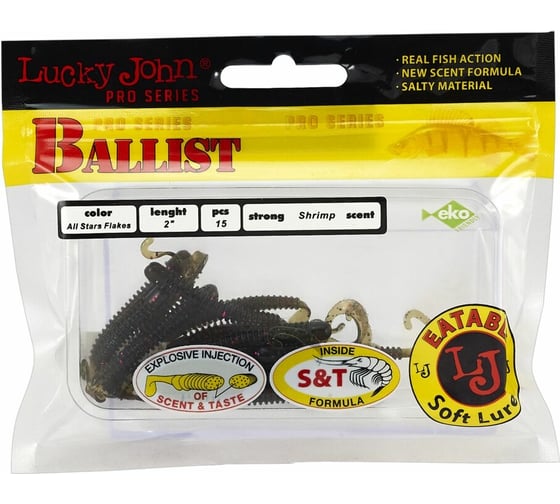 Lucky John®
PRO SERIES
· REAL FISH ACTION
· NEW SCENT FORMULA
· SALTY MATERIAL
PRO SERIES PRO SERIES
BALLIST
color lenght pcs strong Shrimp scent
All Stars Flakes 2" 15
eko
EXPLOSIVE INJECTION
OF
SCENT & TASTE
INSIDE
S&T
FORMULA
EATABL
LJ
LJ
Soft Lure